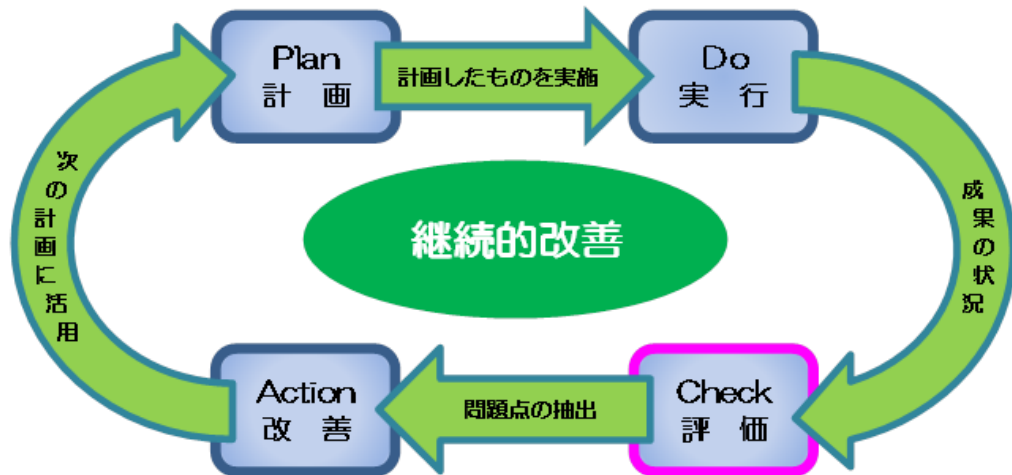 Plan
計　画
計画したものを実施
Do
実　行
成果の状況
Check
評　価
問題点の抽出
Action
改　善
次の計画に活用
継続的改善